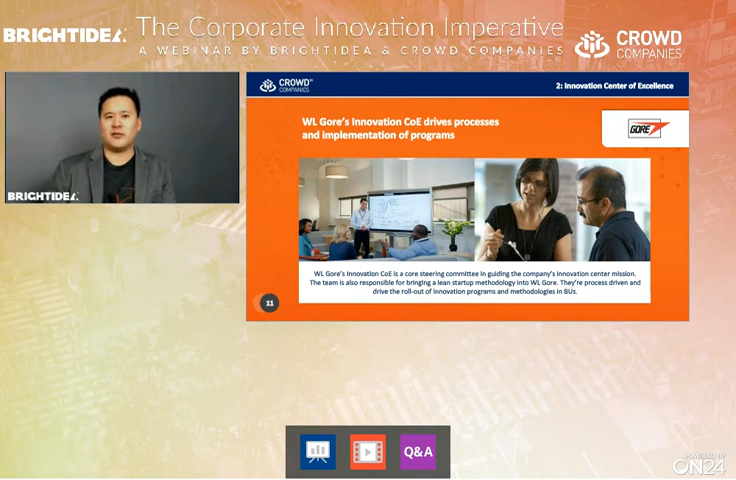 BRIGHTIDEA
The Corporate Innovation Imperative
A WEBINAR BY BRIGHTIDEA & CROWD COMPANIES
CROWD
COMPANIES
BRIGHTIDEA
CROWD
COMPANIES
2: Innovation Center of Excellence
WL Gore's Innovation CoE drives processes
and implementation of programs
GORE
WL Gore's Innovation CoE is a core steering committee in guiding the company's innovation center mission.
The team is also responsible for bringing a lean startup methodology into WL Gore. They're process driven and
drive the roll-out of innovation programs and methodologies in BUs.
11
Q&A
POWERED BY
ON24